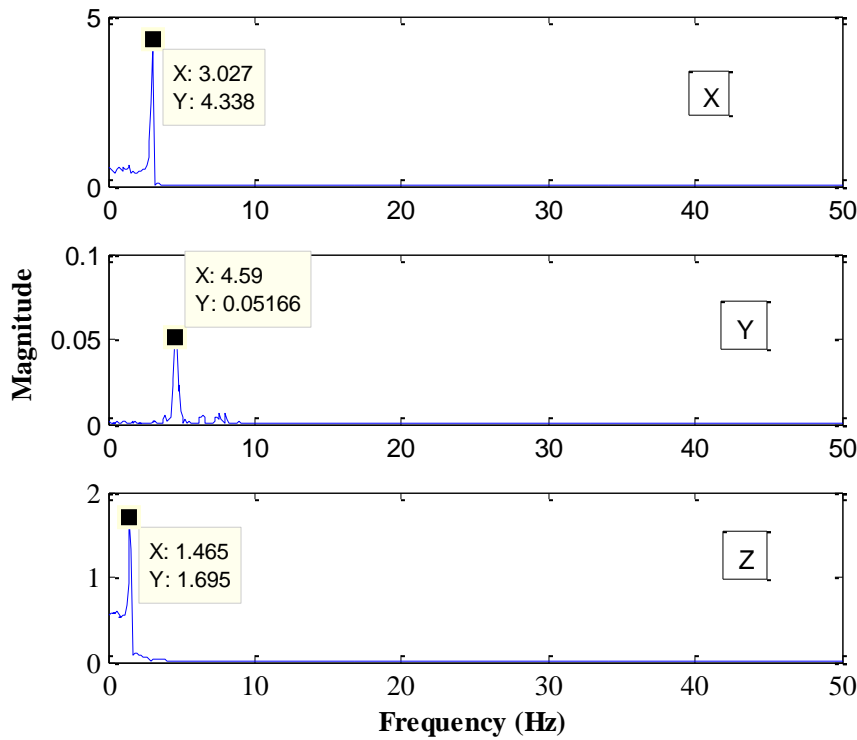 5
X: 3.027
Y: 4.338
X
0
0 10 20 30 40 50
0.1
X: 4.59
Y: 0.05166
Y
0.05
0
0 10 20 30 40 50
Magnitude
2
X: 1.465
Y: 1.695
Z
1
0
0 10 20 30 40 50
Frequency (Hz)